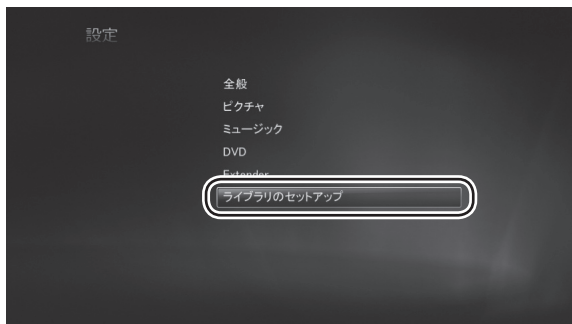 設定
全般
ピクチャ
ミュージック
DVD
Extender
ライブラリのセットアップ